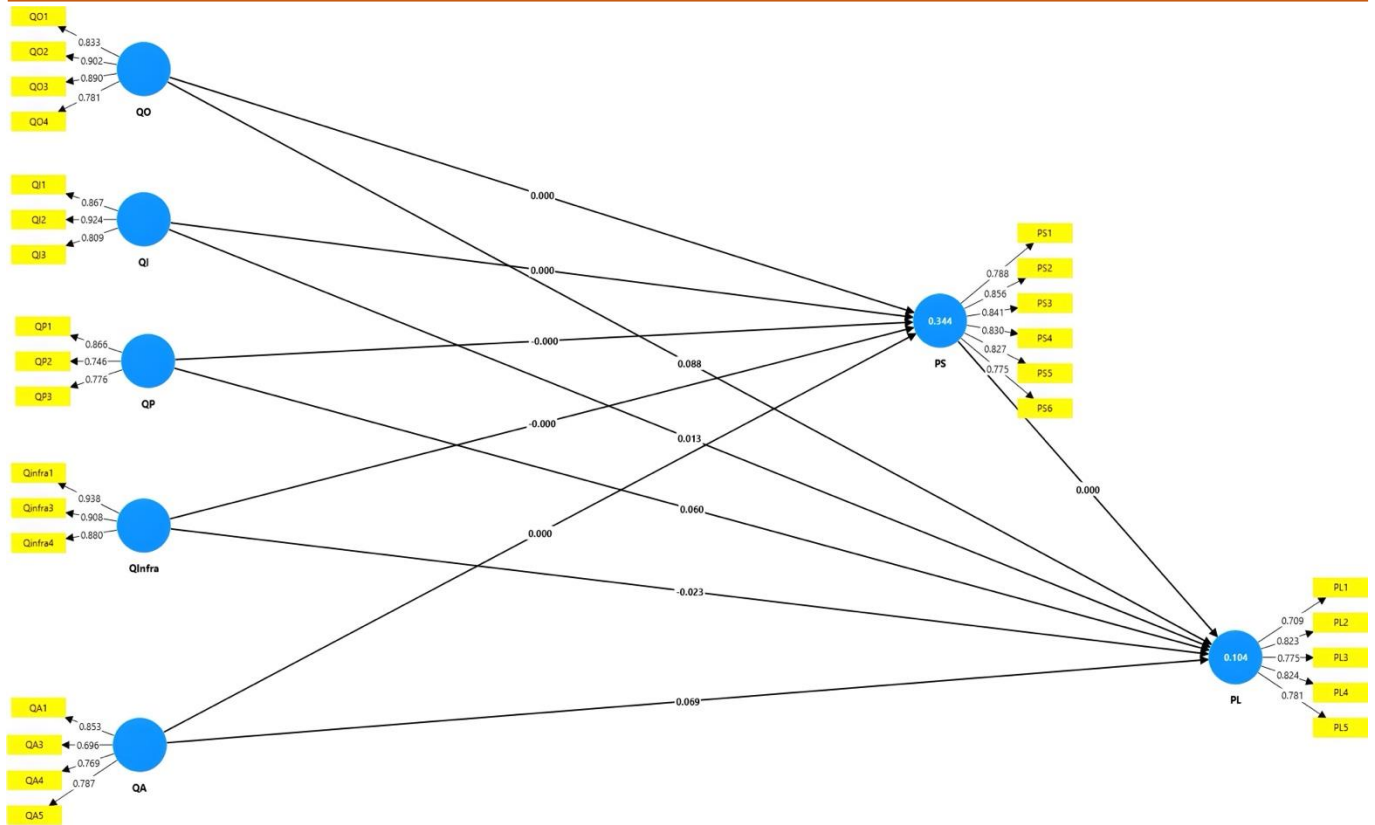 QO1
QO2
QO3
QO4
0.833
0.902
0.890
0.781
QO
QI1
QI2
QI3
0.867
0.924
0.809
QI
QP1
QP2
QP3
0.866
0.746
0.776
QP
Qinfra1
Qinfra3
Qinfra4
0.938
0.908
0.880
QInfra
QA1
QA3
QA4
QA5
0.853
0.696
0.769
0.787
QA
0.000
0.000
-0.000
-0.000
0.000
0.088
0.013
0.060
-0.023
0.069
0.344
PS
0.788
0.856
0.841
0.830
0.827
0.775
PS1
PS2
PS3
PS4
PS5
PS6
0.000
0.104
PL
0.709
0.823
0.775
0.824
0.781
PL1
PL2
PL3
PL4
PL5